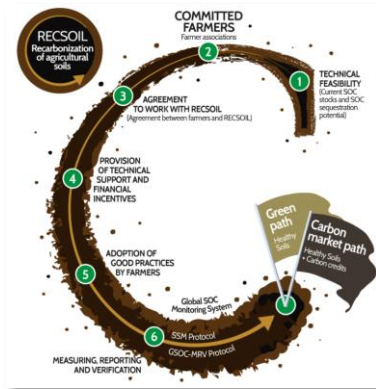 RECSOIL
Recarbonization
of agricultural
soils
COMMITTED
FARMERS
Farmer associations
2
1
TECHNICAL
FEASIBILITY
(Current SOC
stocks and SOC
sequestration
potential)
3
AGREEMENT
TO WORK WITH RECSOIL
(Agreement between farmers and RECSOIL)
4
PROVISION
OF TECHNICAL
SUPPORT AND
FINANCIAL
INCENTIVES
5
ADOPTION OF
GOOD PRACTICES
BY FARMERS
6
MEASURING, REPORTING
AND VERIFICATION
Global SOC
Monitoring System
SSM Protocol
GSOC-MRV Protocol
Green
path
Healthy
Soils
Carbon
market path
Healthy Soils
+ Carbon credits